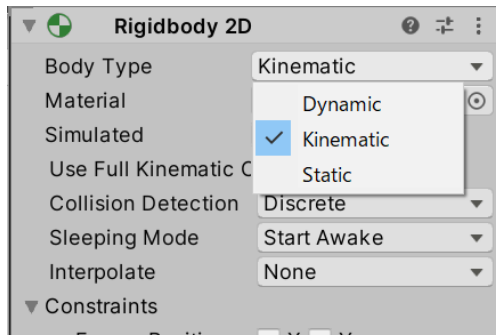 Rigidbody 2D
Body Type Kinematic
Material Dynamic
Simulated Kinematic
Use Full Kinematic Static
Collision Detection Discrete
Sleeping Mode Start Awake
Interpolate None
Constraints